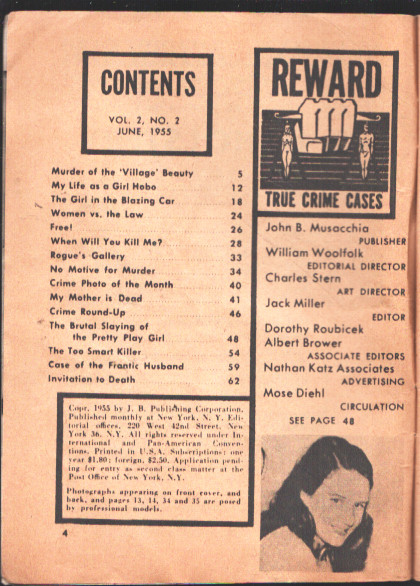 CONTENTS
VOL. 2, NO. 2
JUNE, 1955
Murder of the 'Village' Beauty 5
My Life as a Girl Hobo 12
The Girl in the Blazing Car 18
Women vs. the Law 24
Free! 26
When Will You Kill Me? 28
Rogue's Gallery 33
No Motive for Murder 34
Crime Photo of the Month 40
My Mother is Dead 41
Crime Round-Up 46
The Brutal Slaying of
the Pretty Play Girl 48
The Too Smart Killer 54
Case of the Frantic Husband 59
Invitation to Death 62
Copr. 1955 by J. B. Publishing Corporation.
Published monthly at New York, N. Y. Edi-
torial offices, 220 West 42nd Street, New
York 36, N.Y. All rights reserved under In-
ternational and Pan-American Conven-
tions. Printed in U.S.A. Subscriptions: one
year $1.80; foreign, $2.50. Application pend-
ing for entry as second class matter at the
Post Office of New York, N.Y.
Photographs appearing on front cover, and
back, and pages 13, 14, 34 and 35 are posed
by professional models.
4
REWARD
TRUE CRIME CASES
John B. Musacchia
PUBLISHER
William Woolfolk
EDITORIAL DIRECTOR
Charles Stern
ART DIRECTOR
Jack Miller
EDITOR
Dorothy Roubicek
Albert Brower
ASSOCIATE EDITORS
Nathan Katz Associates
ADVERTISING
Mose Diehl
CIRCULATION
SEE PAGE 48